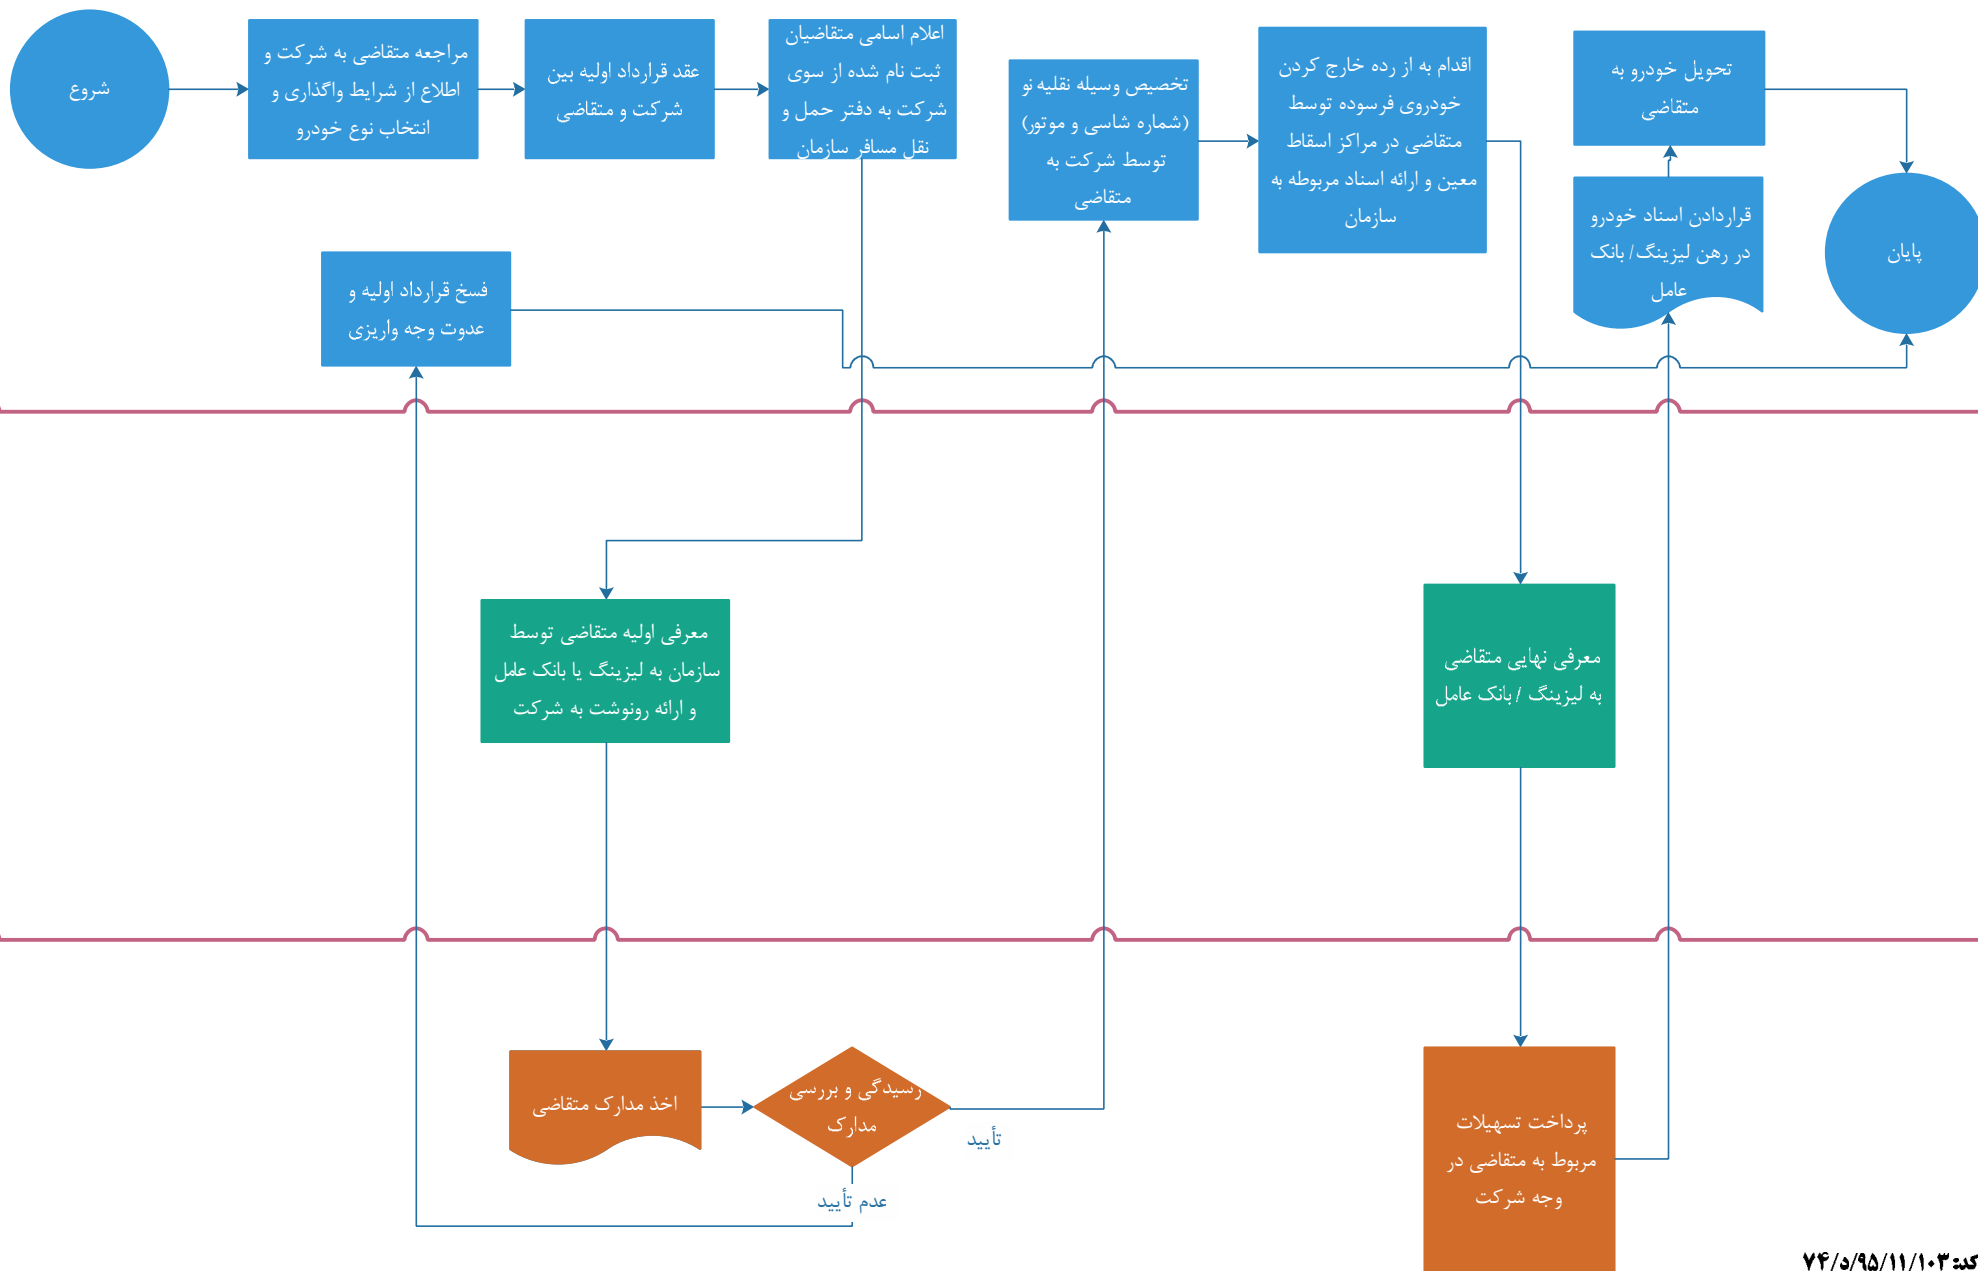 شروع
مراجعه متقاضی به شرکت و
اطلاع از شرایط واگذاری و
انتخاب نوع خودرو
عقد قرارداد اولیه بین
شرکت و متقاضی
اعلام اسامی متقاضیان
ثبت نام شده از سوی
شرکت به دفتر حمل و
نقل مسافر سازمان
تخصیص وسیله نقلیه نو
(شماره شاسی و موتور)
توسط شرکت به
متقاضی
اقدام به از رده خارج کردن
خودروی فرسوده توسط
متقاضی در مراکز اسقاط
معین و ارائه اسناد مربوطه به
سازمان
تحویل خودرو به
متقاضی
قراردادن اسناد خودرو
در رهن لیزینگ/ بانک
عامل
پایان
فسخ قرارداد اولیه و
عدوت وجه واریزی
معرفی اولیه متقاضی توسط
سازمان به لیزینگ یا بانک عامل
و ارائه رونوشت به شرکت
معرفی نهایی متقاضی
به لیزینگ / بانک عامل
اخذ مدارک متقاضی
رسیدگی و بررسی
مدارک
تأیید
عدم تأیید
پرداخت تسهیلات
مربوط به متقاضی در
وجه شرکت
کد: ۷۴/د/۹۵/۱۱/۱۰۳